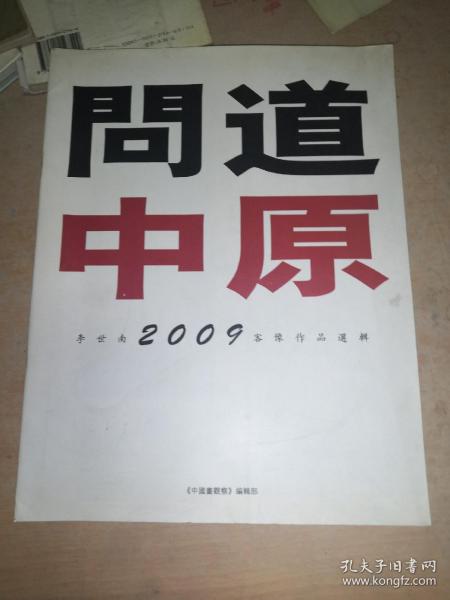 問道
中原
李世南2009客豫作品選輯
《中國畫觀察》編輯部
孔夫子旧书网
www.kongfz.com